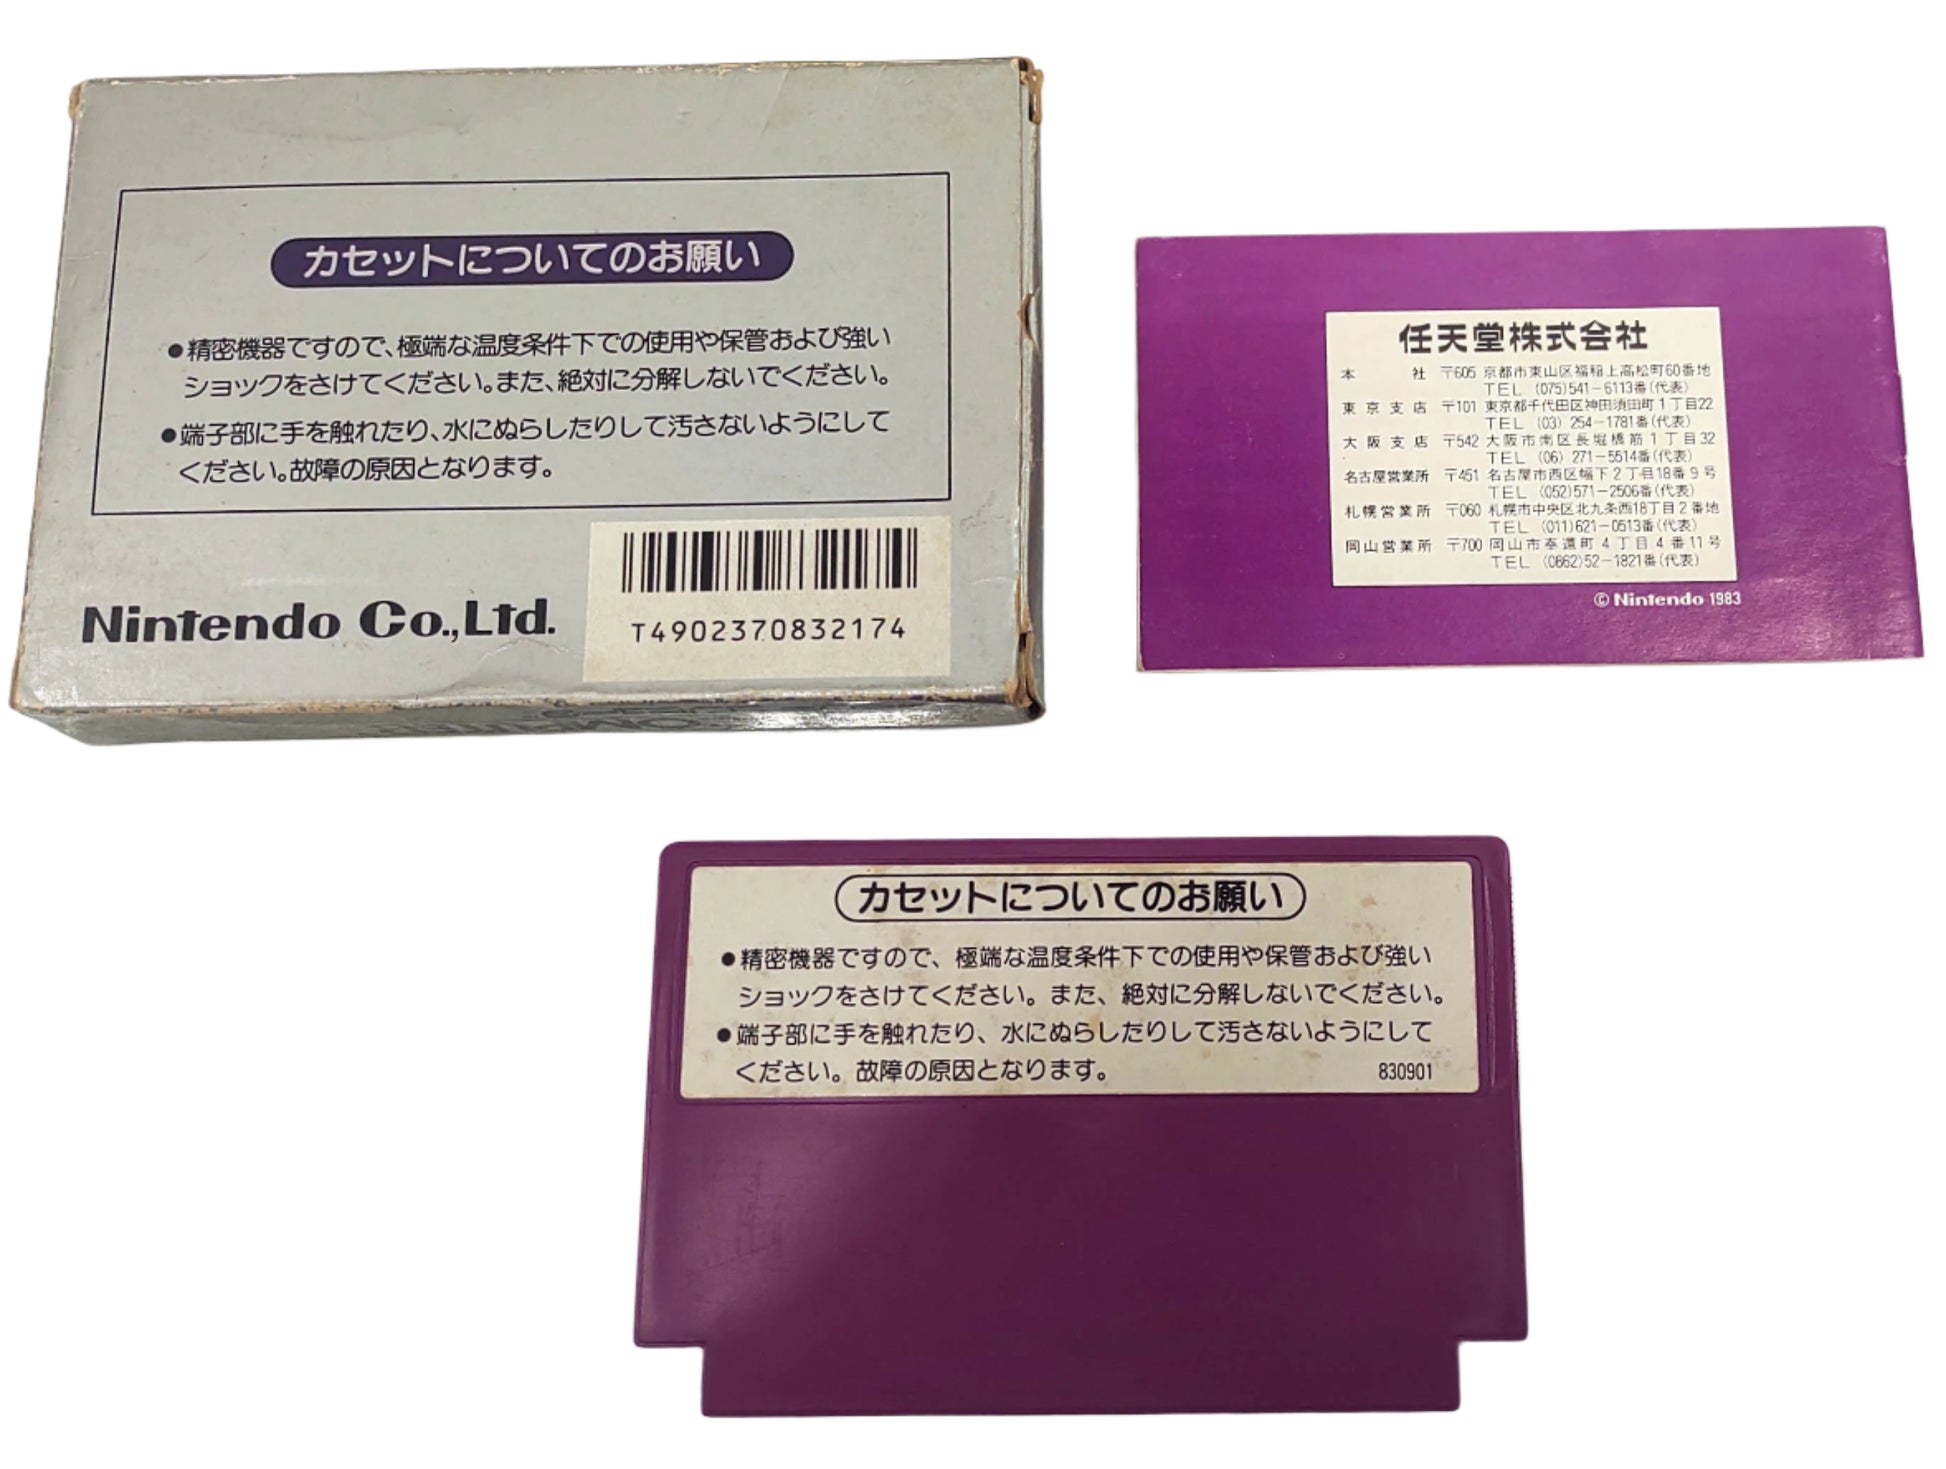 カセットについてのお願い
●精密機器ですので、極端な温度条件下での使用や保管および強い
ショックをさけてください。また、絶対に分解しないでください。
●端子部に手を触れたり、水にぬらしたりして汚さないようにして
ください。故障の原因となります。
Nintendo Co.,Ltd.
T4902370832174
任天堂株式会社
本社 〒605 京都市東山区福稲上高松町60番地
TEL (075)541-6113番(代表)
東京支店 〒101 東京都千代田区神田須田町1丁目22
TEL (03) 254-1781番(代表)
大阪支店 〒542 大阪市南区長堀橋筋1丁目32
TEL (06) 271-5514番(代表)
名古屋営業所 〒451 名古屋市西区幅下2丁目18番9号
TEL (052)571-2506番(代表)
札幌営業所 〒060 札幌市中央区北九条西18丁目2番地
TEL (011)621-0513番(代表)
岡山営業所 〒700 岡山市奉還町4丁目4番11号
TEL (0862)52-1821番(代表)
© Nintendo 1983
カセットについてのお願い
●精密機器ですので、極端な温度条件下での使用や保管および強い
ショックをさけてください。また、絶対に分解しないでください。
●端子部に手を触れたり、水にぬらしたりして汚さないようにして
ください。故障の原因となります。 830901